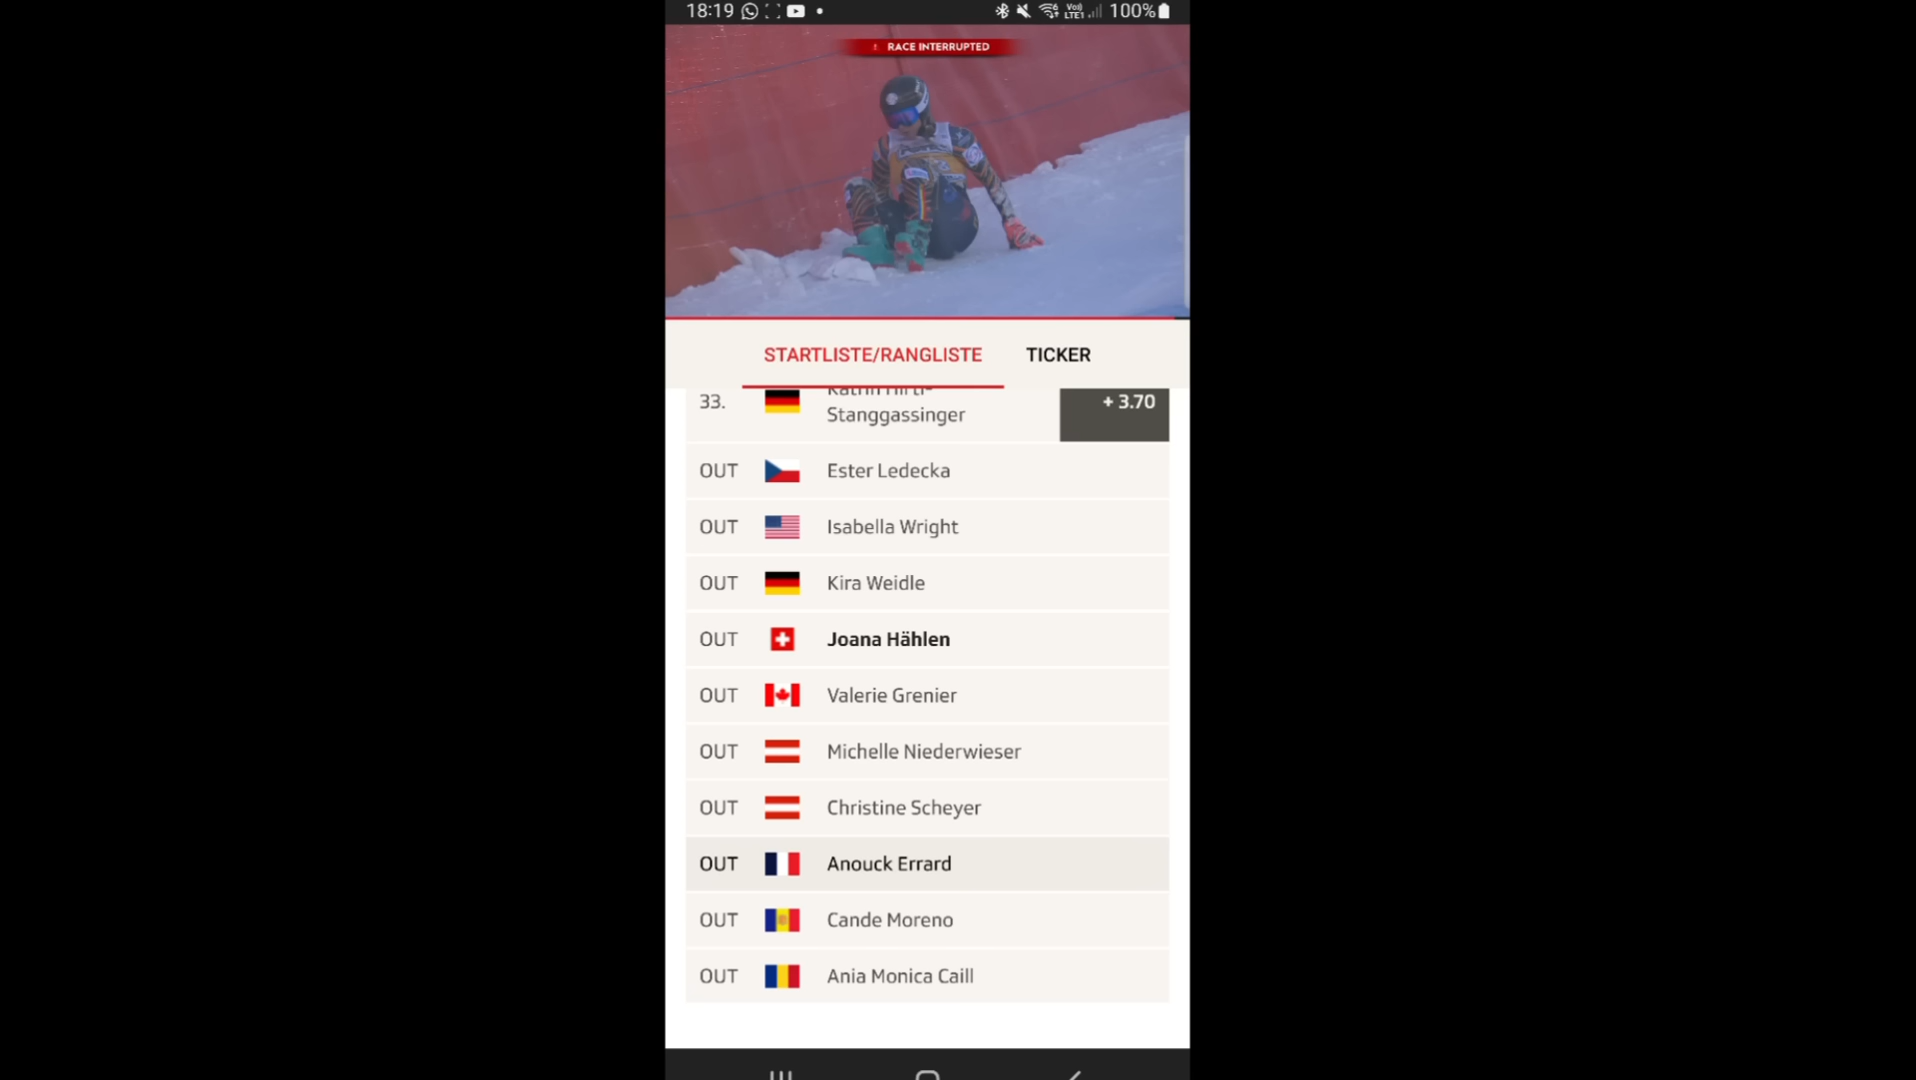 18:19
VoI) LTE1
100%
RACE INTERRUPTED
STARTLISTE/RANGLISTE
TICKER
33.
Stanggassinger
+ 3.70
OUT Ester Ledecka
OUT Isabella Wright
OUT Kira Weidle
OUT Joana Hählen
OUT Valerie Grenier
OUT Michelle Niederwieser
OUT Christine Scheyer
OUT Anouck Errard
OUT Cande Moreno
OUT Ania Monica Caill